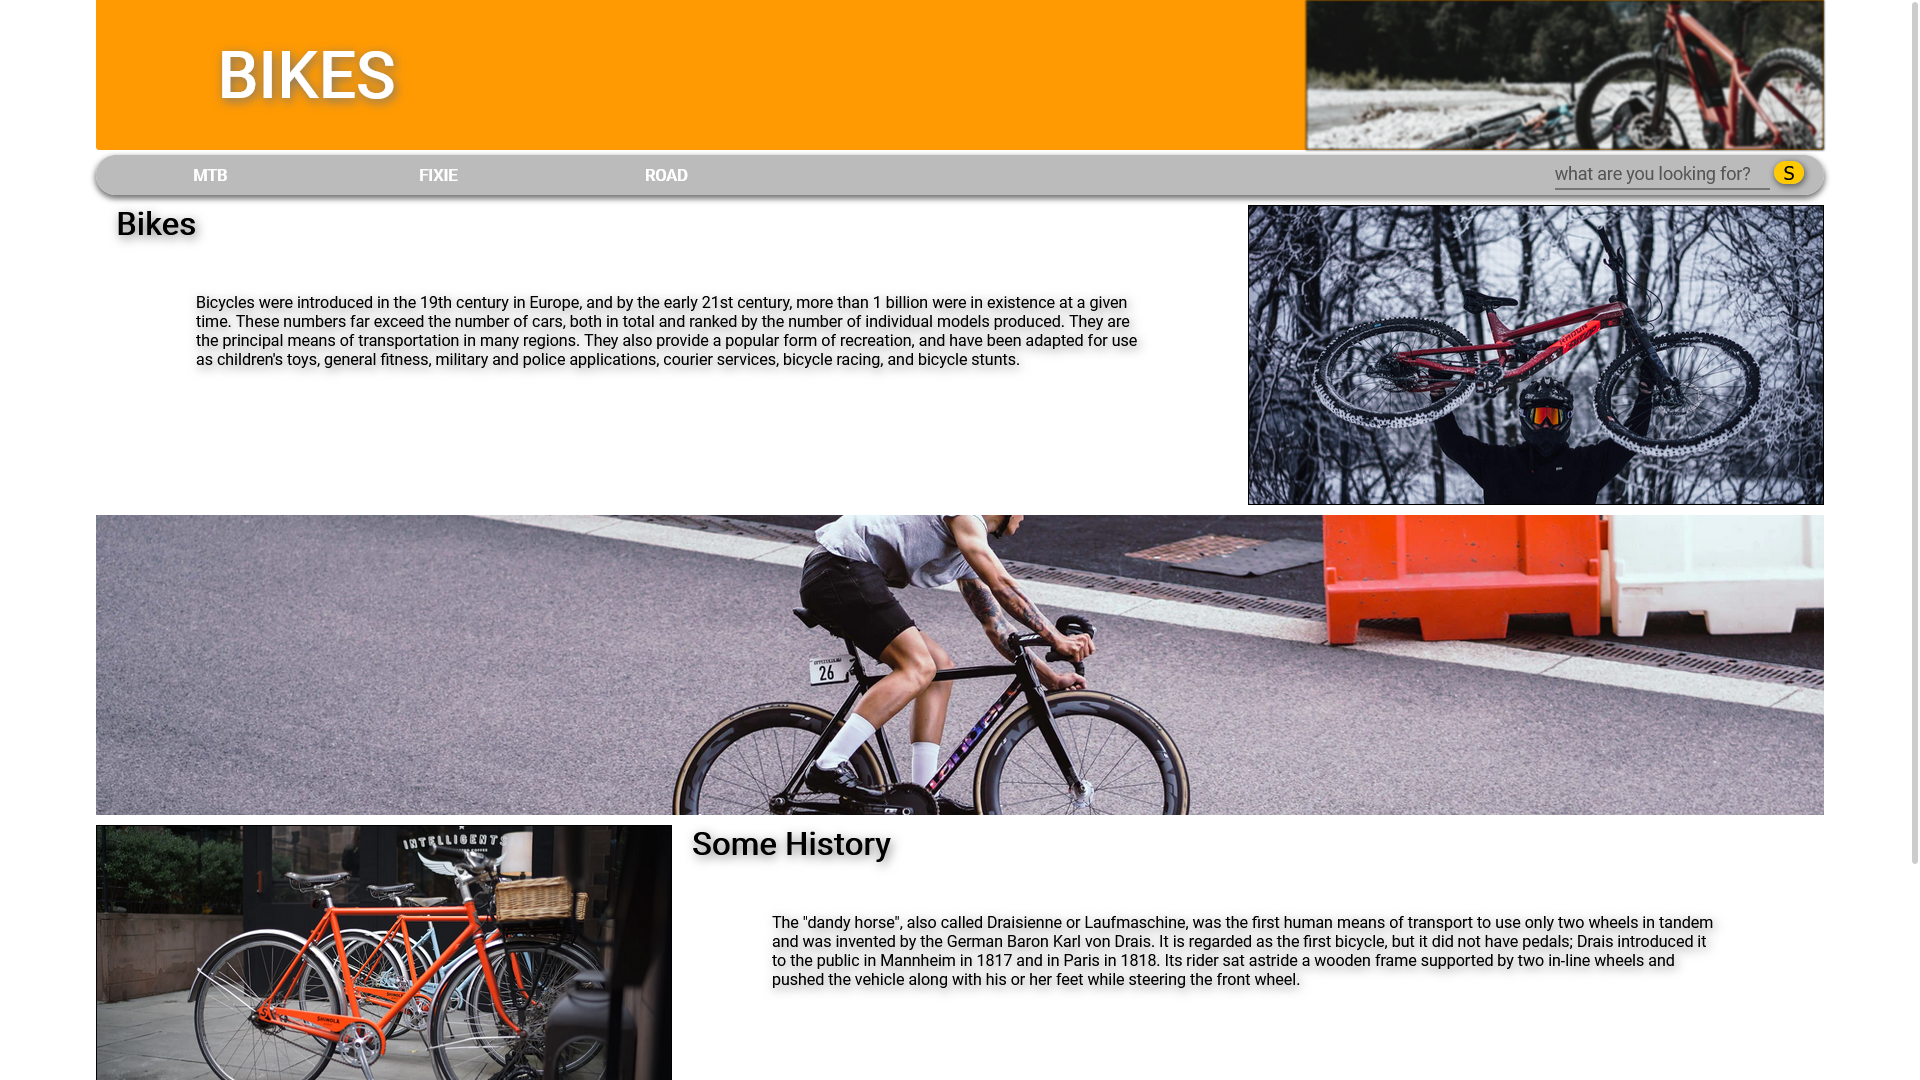 BIKES
MTB FIXIE ROAD what are you looking for? S
Bikes
Bicycles were introduced in the 19th century in Europe, and by the early 21st century, more than 1 billion were in existence at a given
time. These numbers far exceed the number of cars, both in total and ranked by the number of individual models produced. They are
the principal means of transportation in many regions. They also provide a popular form of recreation, and have been adapted for use
as children's toys, general fitness, military and police applications, courier services, bicycle racing, and bicycle stunts.
26
INTELLIGENTS
Some History
The "dandy horse", also called Draisienne or Laufmaschine, was the first human means of transport to use only two wheels in tandem
and was invented by the German Baron Karl von Drais. It is regarded as the first bicycle, but it did not have pedals; Drais introduced it
to the public in Mannheim in 1817 and in Paris in 1818. Its rider sat astride a wooden frame supported by two in-line wheels and
pushed the vehicle along with his or her feet while steering the front wheel.
SHINOLA